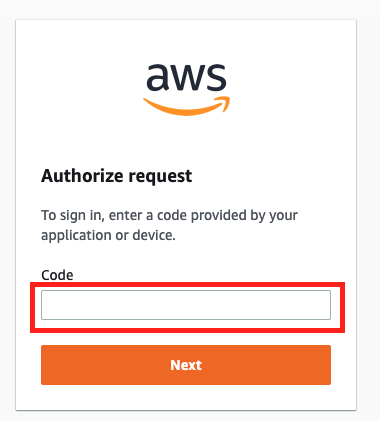 aws
Authorize request
To sign in, enter a code provided by your
application or device.
Code
Next